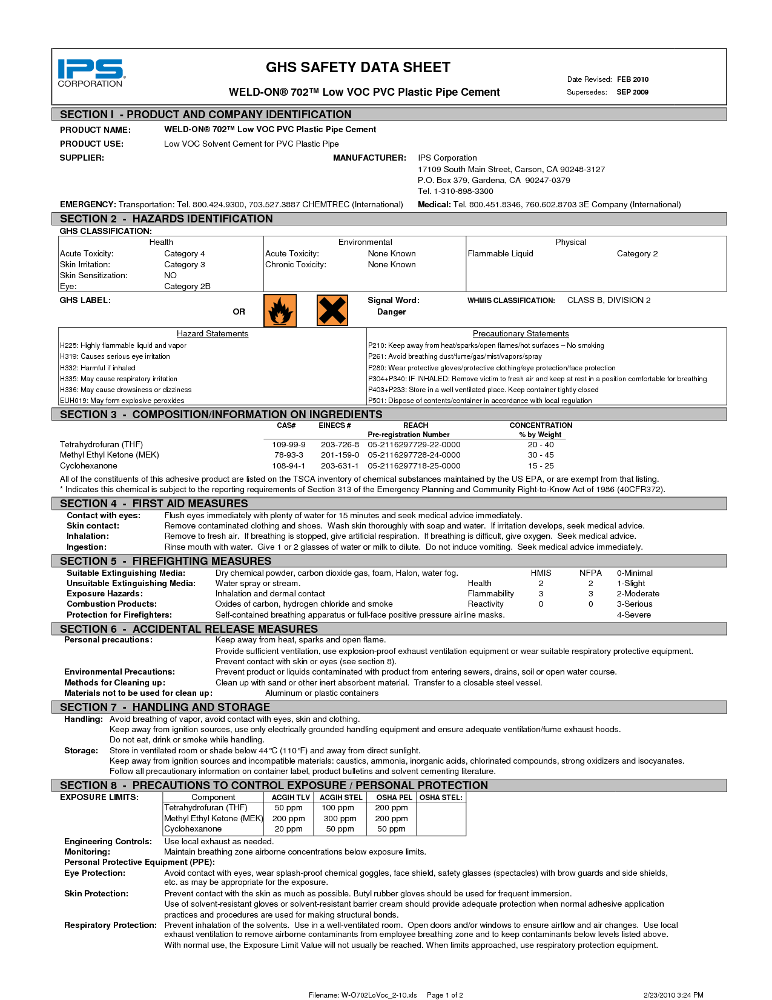 IPS®
CORPORATION
GHS SAFETY DATA SHEET
WELD-ON® 702™ Low VOC PVC Plastic Pipe Cement
Date Revised: FEB 2010
Supersedes: SEP 2009
SECTION I - PRODUCT AND COMPANY IDENTIFICATION
PRODUCT NAME: WELD-ON® 702™ Low VOC PVC Plastic Pipe Cement
PRODUCT USE: Low VOC Solvent Cement for PVC Plastic Pipe
SUPPLIER: MANUFACTURER: IPS Corporation
17109 South Main Street, Carson, CA 90248-3127
P.O. Box 379, Gardena, CA 90247-0379
Tel. 1-310-898-3300
EMERGENCY: Transportation: Tel. 800.424.9300, 703.527.3887 CHEMTREC (International) Medical: Tel. 800.451.8346, 760.602.8703 3E Company (International)
SECTION 2 - HAZARDS IDENTIFICATION
GHS CLASSIFICATION:
Health Environmental Physical
Acute Toxicity: Category 4 Acute Toxicity: None Known Flammable Liquid Category 2
Skin Irritation: Category 3 Chronic Toxicity: None Known
Skin Sensitization: NO
Eye: Category 2B
GHS LABEL: Signal Word: WHMIS CLASSIFICATION: CLASS B, DIVISION 2
OR Danger
Hazard Statements Precautionary Statements
H225: Highly flammable liquid and vapor P210: Keep away from heat/sparks/open flames/hot surfaces – No smoking
H319: Causes serious eye irritation P261: Avoid breathing dust/fume/gas/mist/vapors/spray
H332: Harmful if inhaled P280: Wear protective gloves/protective clothing/eye protection/face protection
H335: May cause respiratory irritation P304+P340: IF INHALED: Remove victim to fresh air and keep at rest in a position comfortable for breathing
H336: May cause drowsiness or dizziness P403+P233: Store in a well ventilated place. Keep container tightly closed
EUH019: May form explosive peroxides P501: Dispose of contents/container in accordance with local regulation
SECTION 3 - COMPOSITION/INFORMATION ON INGREDIENTS
CAS# EINECS # REACH CONCENTRATION
Pre-registration Number % by Weight
Tetrahydrofuran (THF) 109-99-9 203-726-8 05-2116297729-22-0000 20 - 40
Methyl Ethyl Ketone (MEK) 78-93-3 201-159-0 05-2116297728-24-0000 30 - 45
Cyclohexanone 108-94-1 203-631-1 05-2116297718-25-0000 15 - 25
All of the constituents of this adhesive product are listed on the TSCA inventory of chemical substances maintained by the US EPA, or are exempt from that listing.
* Indicates this chemical is subject to the reporting requirements of Section 313 of the Emergency Planning and Community Right-to-Know Act of 1986 (40CFR372).
SECTION 4 - FIRST AID MEASURES
Contact with eyes: Flush eyes immediately with plenty of water for 15 minutes and seek medical advice immediately.
Skin contact: Remove contaminated clothing and shoes. Wash skin thoroughly with soap and water. If irritation develops, seek medical advice.
Inhalation: Remove to fresh air. If breathing is stopped, give artificial respiration. If breathing is difficult, give oxygen. Seek medical advice.
Ingestion: Rinse mouth with water. Give 1 or 2 glasses of water or milk to dilute. Do not induce vomiting. Seek medical advice immediately.
SECTION 5 - FIREFIGHTING MEASURES
Suitable Extinguishing Media: Dry chemical powder, carbon dioxide gas, foam, Halon, water fog. HMIS NFPA 0-Minimal
Unsuitable Extinguishing Media: Water spray or stream. Health 2 2 1-Slight
Exposure Hazards: Inhalation and dermal contact Flammability 3 3 2-Moderate
Combustion Products: Oxides of carbon, hydrogen chloride and smoke Reactivity 0 0 3-Serious
Protection for Firefighters: Self-contained breathing apparatus or full-face positive pressure airline masks. 4-Severe
SECTION 6 - ACCIDENTAL RELEASE MEASURES
Personal precautions: Keep away from heat, sparks and open flame.
Provide sufficient ventilation, use explosion-proof exhaust ventilation equipment or wear suitable respiratory protective equipment.
Prevent contact with skin or eyes (see section 8).
Environmental Precautions: Prevent product or liquids contaminated with product from entering sewers, drains, soil or open water course.
Methods for Cleaning up: Clean up with sand or other inert absorbent material. Transfer to a closable steel vessel.
Materials not to be used for clean up: Aluminum or plastic containers
SECTION 7 - HANDLING AND STORAGE
Handling: Avoid breathing of vapor, avoid contact with eyes, skin and clothing.
Keep away from ignition sources, use only electrically grounded handling equipment and ensure adequate ventilation/fume exhaust hoods.
Do not eat, drink or smoke while handling.
Storage: Store in ventilated room or shade below 44°C (110°F) and away from direct sunlight.
Keep away from ignition sources and incompatible materials: caustics, ammonia, inorganic acids, chlorinated compounds, strong oxidizers and isocyanates.
Follow all precautionary information on container label, product bulletins and solvent cementing literature.
SECTION 8 - PRECAUTIONS TO CONTROL EXPOSURE / PERSONAL PROTECTION
EXPOSURE LIMITS: Component ACGIH TLV ACGIH STEL OSHA PEL OSHA STEL:
Tetrahydrofuran (THF) 50 ppm 100 ppm 200 ppm
Methyl Ethyl Ketone (MEK) 200 ppm 300 ppm 200 ppm
Cyclohexanone 20 ppm 50 ppm 50 ppm
Engineering Controls: Use local exhaust as needed.
Monitoring: Maintain breathing zone airborne concentrations below exposure limits.
Personal Protective Equipment (PPE):
Eye Protection: Avoid contact with eyes, wear splash-proof chemical goggles, face shield, safety glasses (spectacles) with brow guards and side shields,
etc. as may be appropriate for the exposure.
Skin Protection: Prevent contact with the skin as much as possible. Butyl rubber gloves should be used for frequent immersion.
Use of solvent-resistant gloves or solvent-resistant barrier cream should provide adequate protection when normal adhesive application
practices and procedures are used for making structural bonds.
Respiratory Protection: Prevent inhalation of the solvents. Use in a well-ventilated room. Open doors and/or windows to ensure airflow and air changes. Use local
exhaust ventilation to remove airborne contaminants from employee breathing zone and to keep contaminants below levels listed above.
With normal use, the Exposure Limit Value will not usually be reached. When limits approached, use respiratory protection equipment.
Filename: W-O702LoVoc_2-10.xls Page 1 of 2 2/23/2010 3:24 PM